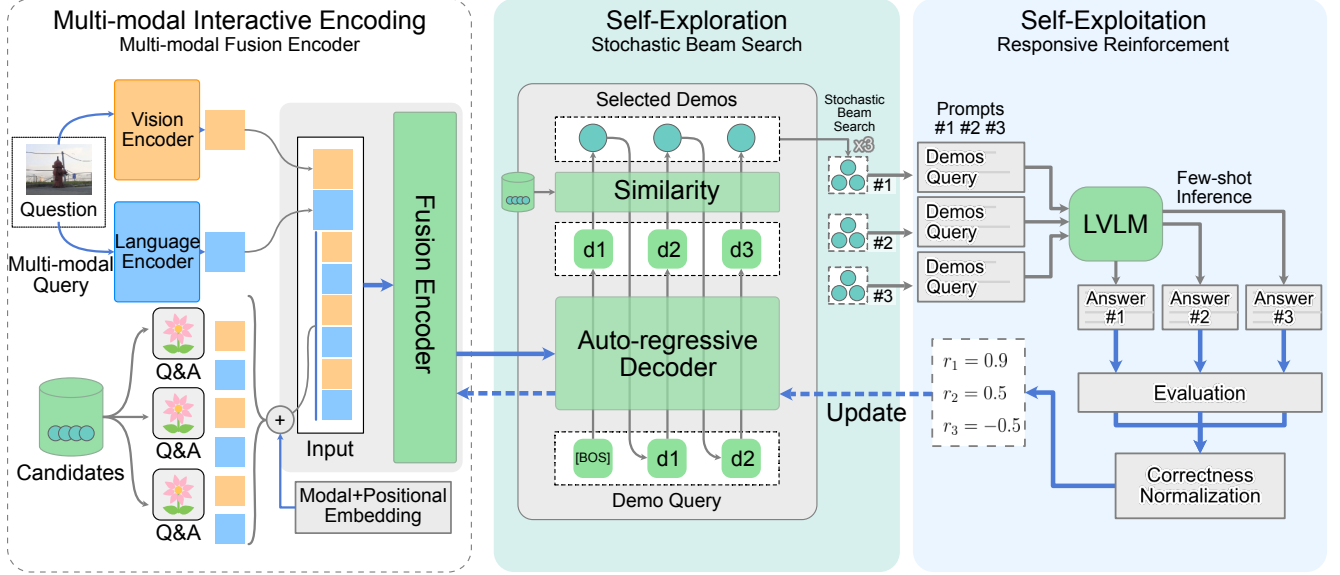 Multi-modal Interactive Encoding
Multi-modal Fusion Encoder
Vision
Encoder
Question
Language
Encoder
Multi-modal
Query
Q&A
Q&A
Q&A
Candidates
+
Input
Fusion Encoder
Modal+Positional
Embedding
Self-Exploration
Stochastic Beam Search
Selected Demos
Similarity
d1
d2
d3
Auto-regressive
Decoder
[BOS]
d1
d2
Demo Query
Stochastic
Beam
Search
x3
#1
#2
#3
Self-Exploitation
Responsive Reinforcement
Prompts
#1 #2 #3
Demos
Query
Demos
Query
Demos
Query
LVLM
Few-shot
Inference
Answer
#1
Answer
#2
Answer
#3
Evaluation
Correctness
Normalization
r₁ = 0.9
r₂ = 0.5
r₃ = −0.5
Update